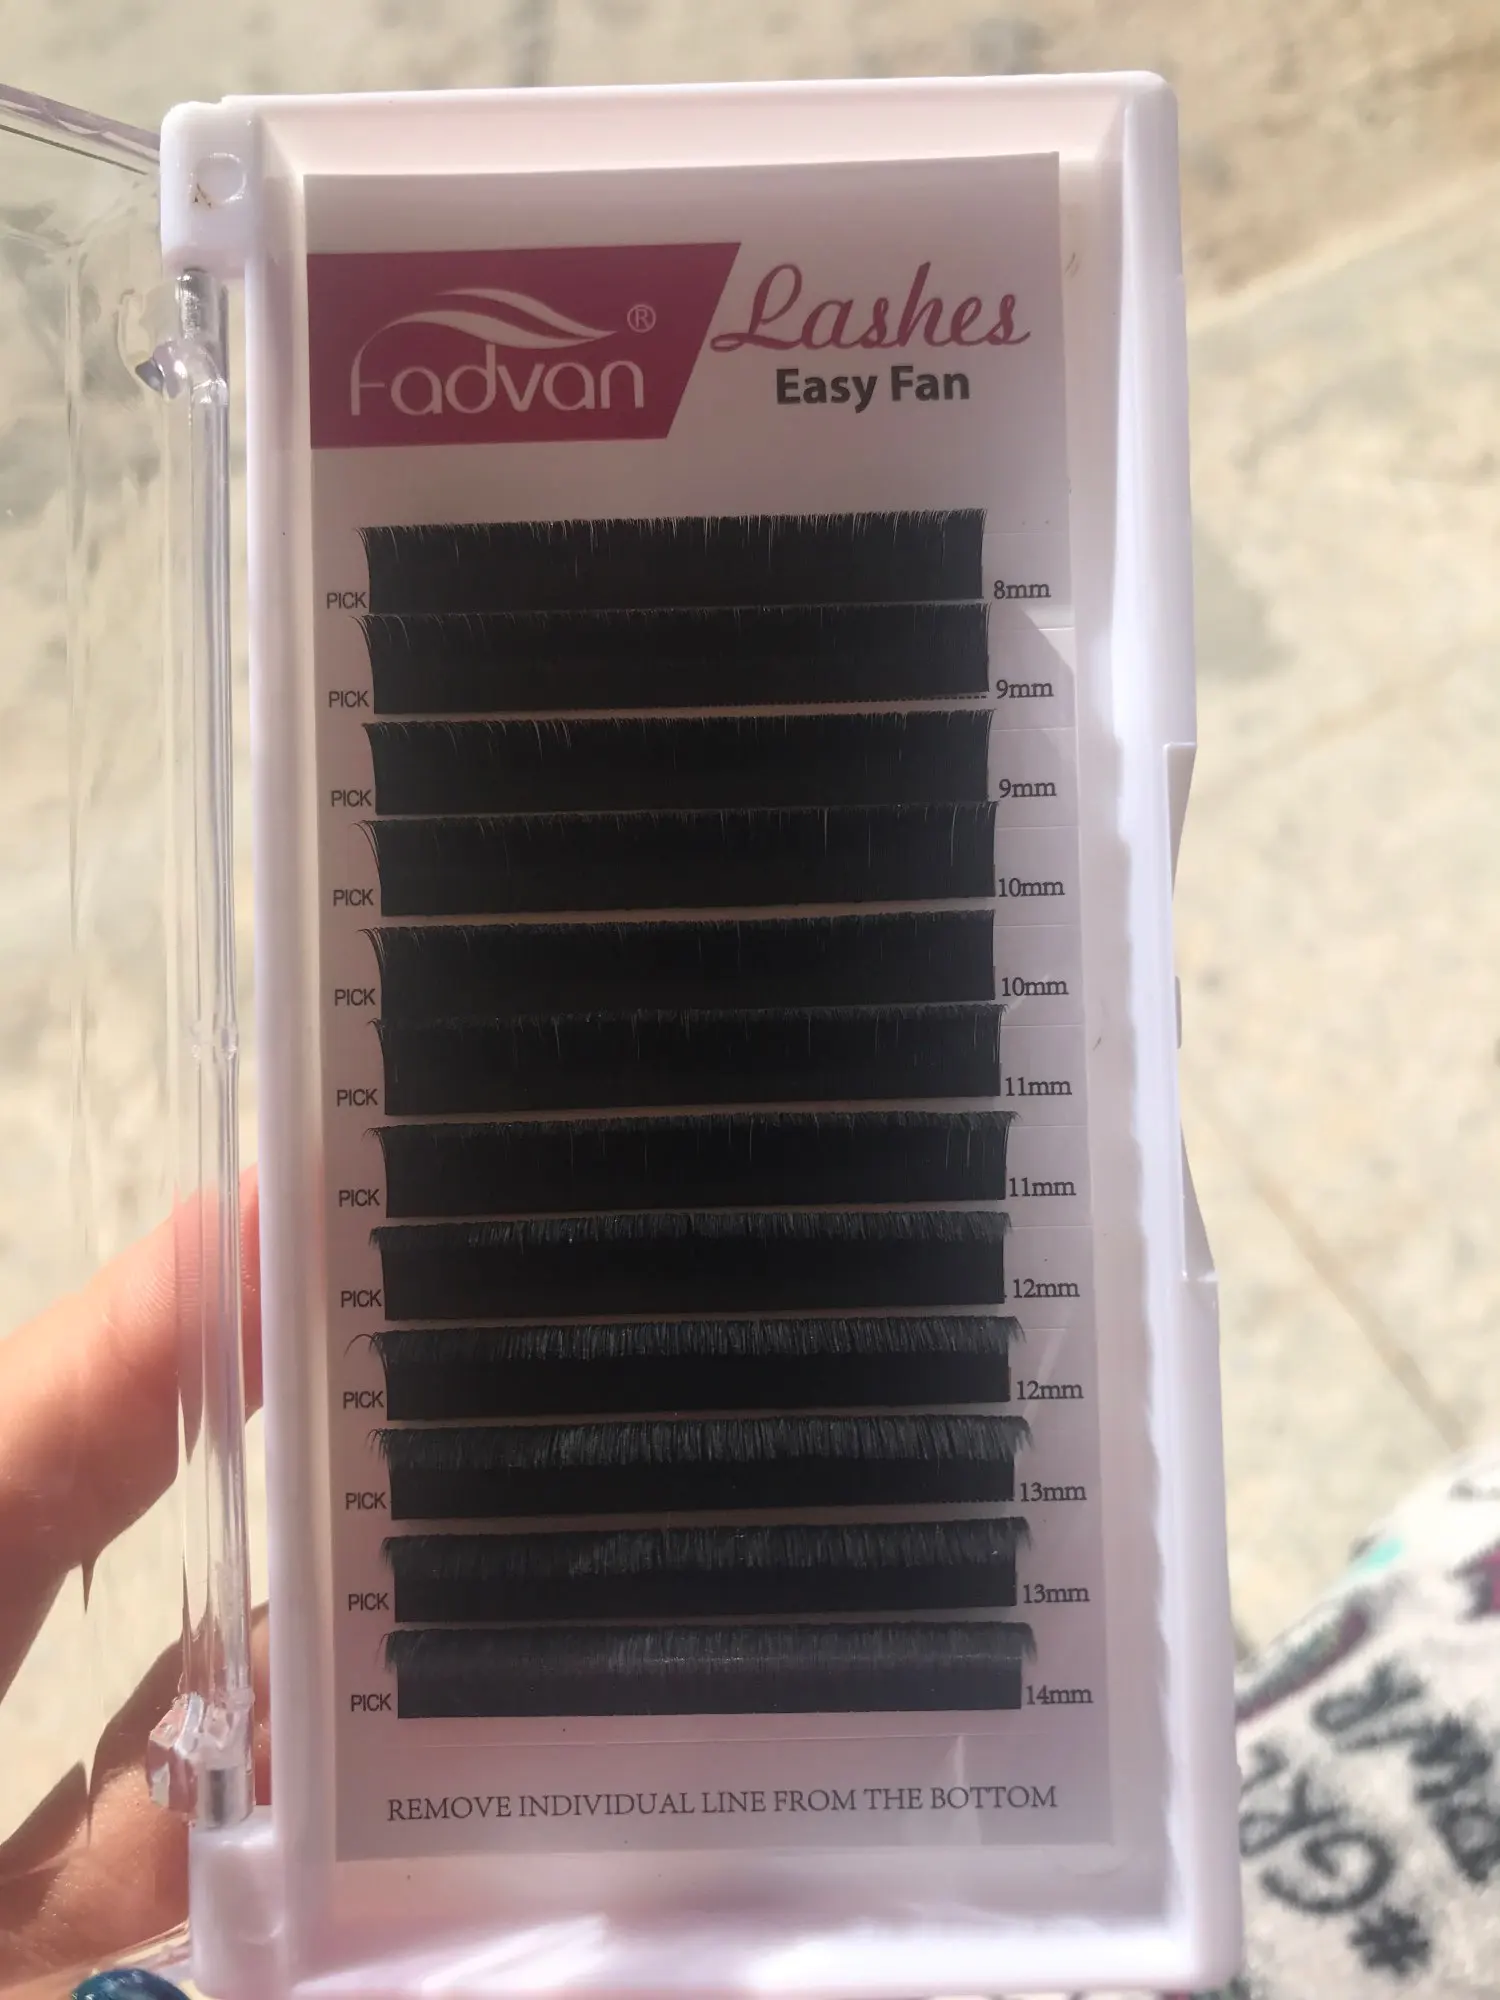 Fadvan®
Lashes
Easy Fan
PICK 8mm
PICK 9mm
PICK 9mm
PICK 10mm
PICK 10mm
PICK 11mm
PICK 11mm
PICK 12mm
PICK 12mm
PICK 13mm
PICK 13mm
PICK 14mm
REMOVE INDIVIDUAL LINE FROM THE BOTTOM